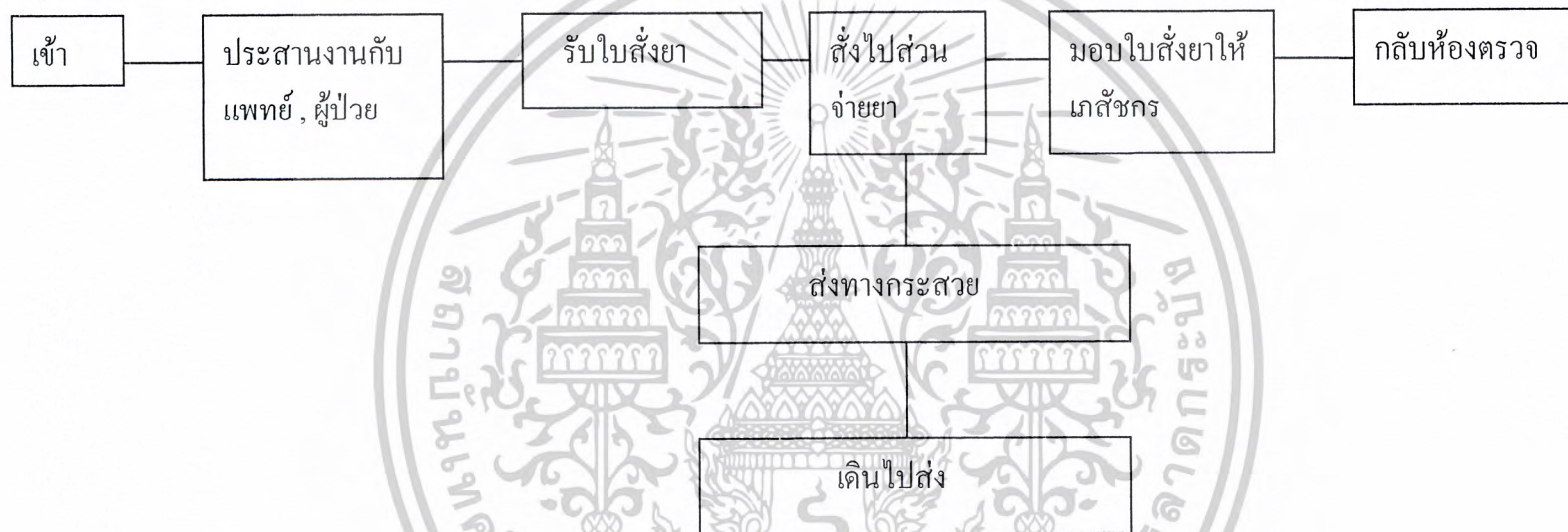 เข้า
ประสานงานกับ
แพทย์ , ผู้ป่วย
รับใบสั่งยา
สั่งไปส่วน
จ่ายยา
มอบใบสั่งยาให้
เภสัชกร
กลับห้องตรวจ
ส่งทางกระสวย
เดินไปส่ง